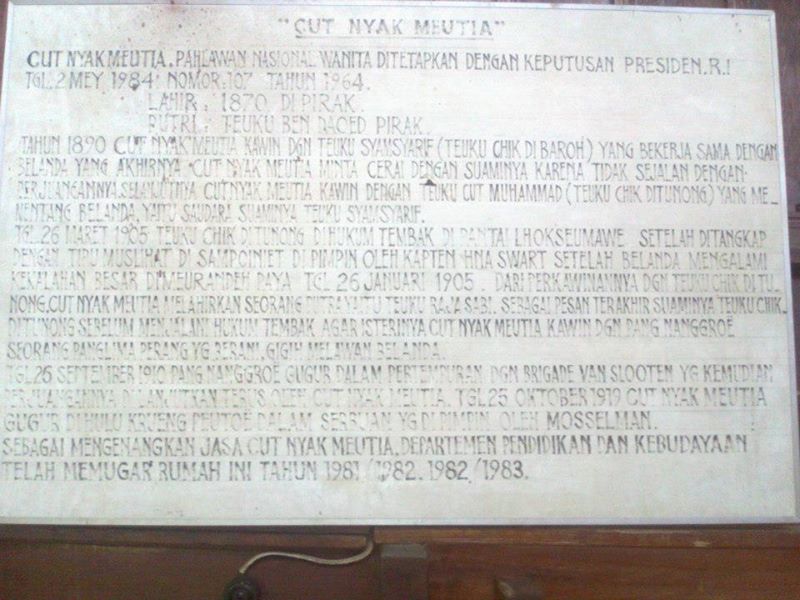 "CUT NYAK MEUTIA"
CUT NYAK MEUTIA. PAHLAWAN NASIONAL WANITA DITETAPKAN DENGAN KEPUTUSAN PRESIDEN.R.I
TGL. 2 MEY 1984 NOMOR: 107 TAHUN 1964.
LAHIR : 1870 DI PIRAK.
PUTRI : TEUKU BEN DAOED PIRAK.
TAHUN 1890 CUT NYAK MEUTIA KAWIN DGN TEUKU SYAMSYARIF (TEUKU CHIK DI BAROH) YANG BEKERJA SAMA DENGAN
BELANDA YANG AKHIRNYA CUT NYAK MEUTIA MINTA CERAI DENGAN SUAMINYA KARENA TIDAK SEJALAN DENGAN
PERJUANGANNYA.SELANJUTNYA CUT NYAK MEUTIA KAWIN DENGAN TEUKU CUT MUHAMMAD (TEUKU CHIK DITUNONG) YANG ME_
NENTANG BELANDA, YAITU SAUDARA SUAMINYA TEUKU SYAMSYARIF.
TGL 26 MARET 1905 TEUKU CHIK DITUNONG DIHUKUM TEMBAK DI PANTAI LHOKSEUMAWE SETELAH DITANGKAP
DENGAN TIPU MUSLIHAT DI SAMPOINIET DI PIMPIN OLEH KAPTEN HNA SWART SETELAH BELANDA MENGALAMI
KEKALAHAN BESAR DI MEURANDEH PAYA TGL 26 JANUARI 1905 DARI PERKAWINANNYA DGN TEUKU CHIK DI TU_
NONG.CUT NYAK MEUTIA MELAHIRKAN SEORANG PUTRA YAITU TEUKU RAJA SABI. SEBAGAI PESAN TERAKHIR SUAMINYA TEUKU CHIK_
DITUNONG SEBELUM MENJALANI HUKUM TEMBAK AGAR ISTERINYA CUT NYAK MEUTIA KAWIN DGN PANG NANGGROË
SEORANG PANGLIMA PERANG YG BERANI, GIGIH MELAWAN BELANDA.
TGL 26 SEPTEMBER 1910 PANG NANGGROË GUGUR DALAM PERTEMPURAN DGN BRIGADE VAN SLOOTEN YG KEMUDIAN
PERJUANGANNYA DILANJUTKAN TERUS OLEH CUT NYAK MEUTIA. TGL 25 OKTOBER 1910 CUT NYAK MEUTIA
GUGUR DI HULU KRUENG PEUTOË DALAM SERBUAN YG DI PIMPIN OLEH MOSSELMAN.
SEBAGAI MENGENANGKAN JASA CUT NYAK MEUTIA, DEPARTEMEN PENDIDIKAN DAN KEBUDAYAAN
TELAH MEMUGAR RUMAH INI TAHUN 1981/1982. 1982/1983.